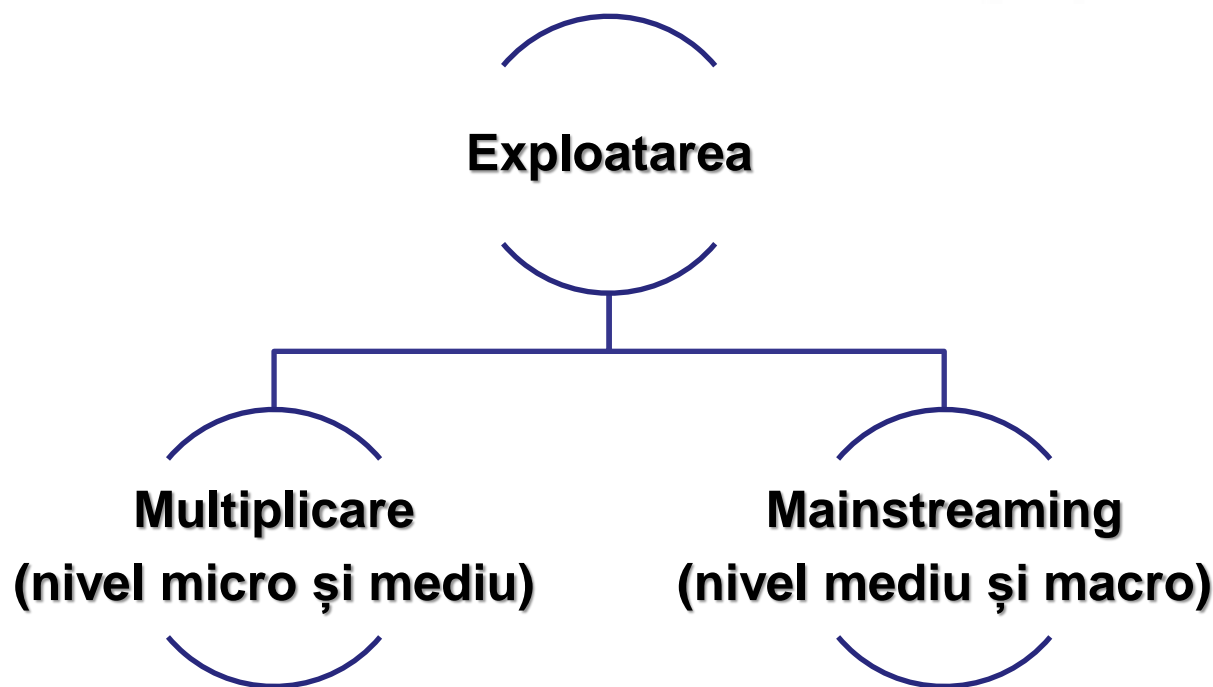 Exploatarea
Multiplicare
(nivel micro și mediu)
Mainstreaming
(nivel mediu și macro)